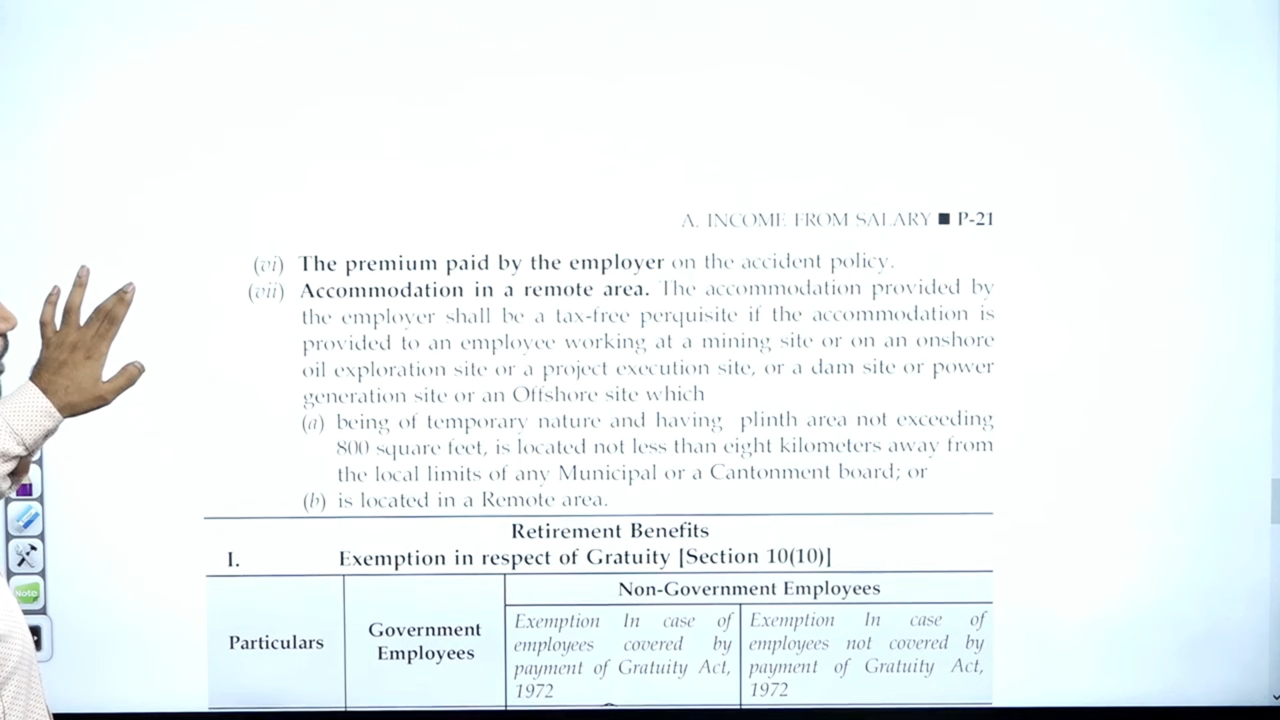 A. INCOME FROM SALARY ■ P-21
(vi) The premium paid by the employer on the accident policy.
(vii) Accommodation in a remote area. The accommodation provided by
the employer shall be a tax-free perquisite if the accommodation is
provided to an employee working at a mining site or on an onshore
oil exploration site or a project execution site, or a dam site or power
generation site or an Offshore site which
(a) being of temporary nature and having plinth area not exceeding
800 square feet, is located not less than eight kilometers away from
the local limits of any Municipal or a Cantonment board; or
(b) is located in a Remote area.
Retirement Benefits
I. Exemption in respect of Gratuity [Section 10(10)]
Particulars
Government
Employees
Non-Government Employees
Exemption In case of
employees covered by
payment of Gratuity Act,
1972
Exemption In case of
employees not covered by
payment of Gratuity Act,
1972
Note